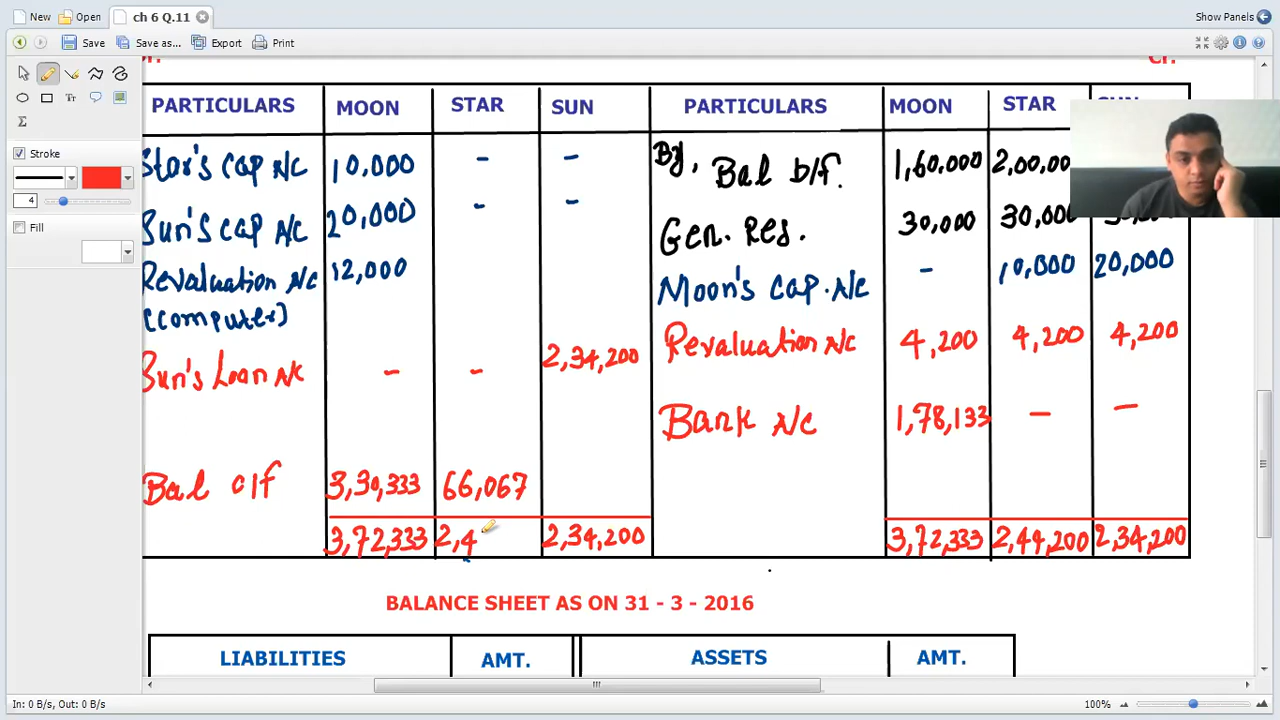 New Open ch 6 Q.11 Show Panels
Save Save as... Export Print
Cr.
PARTICULARS MOON STAR SUN PARTICULARS MOON STAR
Star's Cap A/c 10,000 - - By, Bal b/f. 1,60,000 2,00,00
Sun's Cap A/c 20,000 - - Gen. Res. 30,000 30,000
Revaluation A/c 12,000 Moon's Cap. A/c - 10,000 20,000
(Computer)
Stroke
4
Fill
Revaluation A/c 4,200 4,200 4,200
Sun's Loan A/c - - 2,34,200
Bank A/c 1,78,133 - -
Bal c/f 3,30,333 66,067
3,72,333 2,4 2,34,200 3,72,333 2,44,200 2,34,200
BALANCE SHEET AS ON 31 - 3 - 2016
LIABILITIES AMT. ASSETS AMT.
In: 0 B/s, Out: 0 B/s 100%